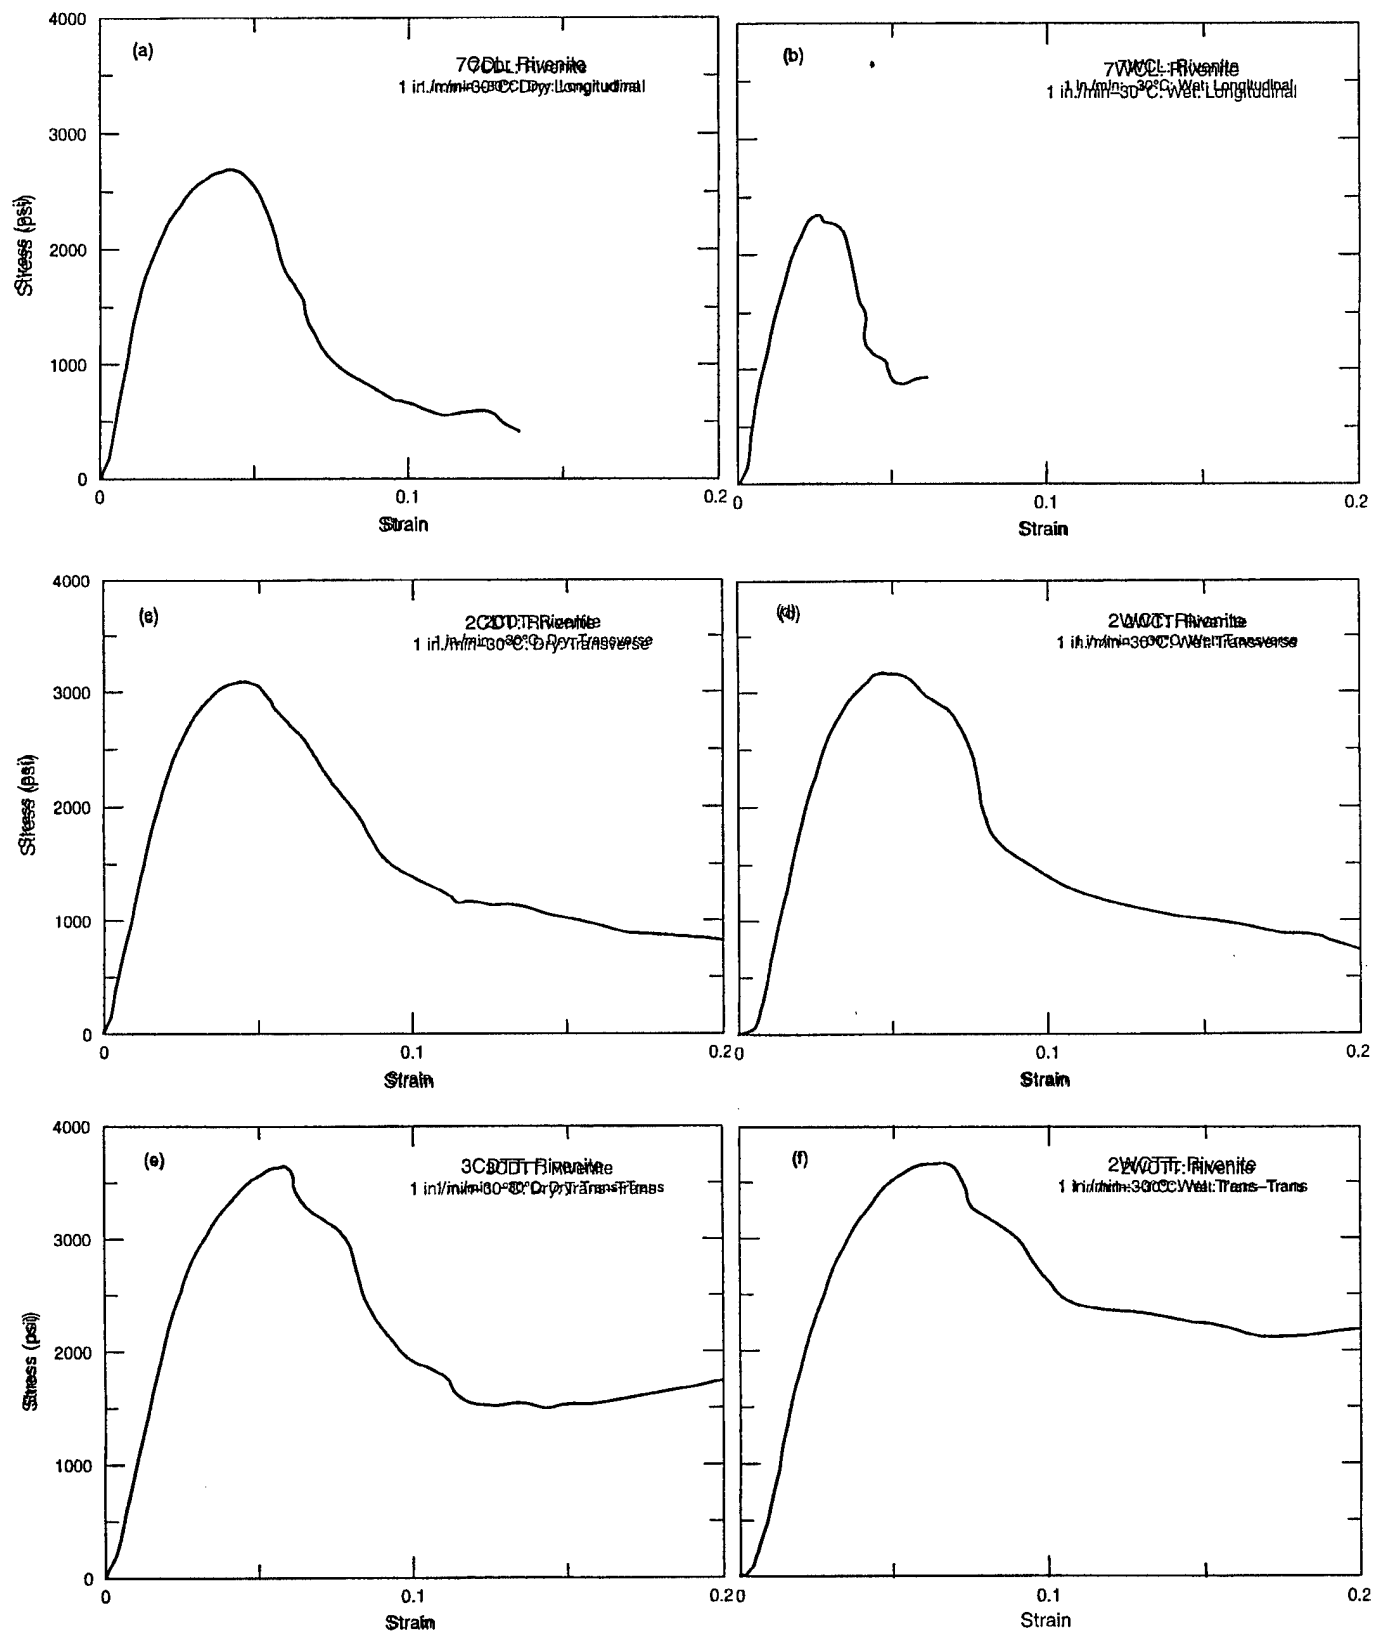 4000
(a)
7CDL: Rivenite
1 in./min–30°C: Dry: Longitudinal
3000
Stress (psi)
2000
1000
0
0
0.1
0.2
Strain
(b)
7WCL: Rivenite
1 in./min–30°C: Wet: Longitudinal
0
0.1
0.2
Strain
4000
(c)
2CDT: Rivenite
1 in./min–30°C: Dry: Transverse
3000
Stress (psi)
2000
1000
0
0
0.1
0.2
Strain
(d)
Rivenite
1 in./min–30°C: Wet: Transverse
0
0.1
0.2
Strain
4000
(e)
3CDTT: Rivenite
1 in./min–30°C: Dry: Trans–Trans
3000
Stress (psi)
2000
1000
0
0
0.1
0.2
Strain
(f)
2WCTT: Rivenite
1 in./min–30°C: Wet: Trans–Trans
0
0.1
0.2
Strain